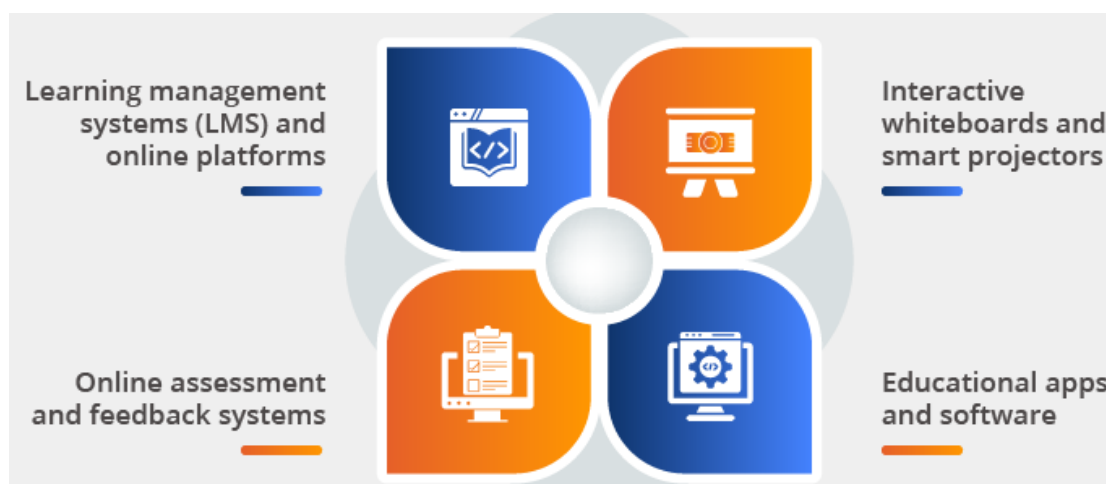 Learning management
systems (LMS) and
online platforms
Interactive
whiteboards and
smart projectors
</>
</>
Online assessment
and feedback systems
Educational apps
and software